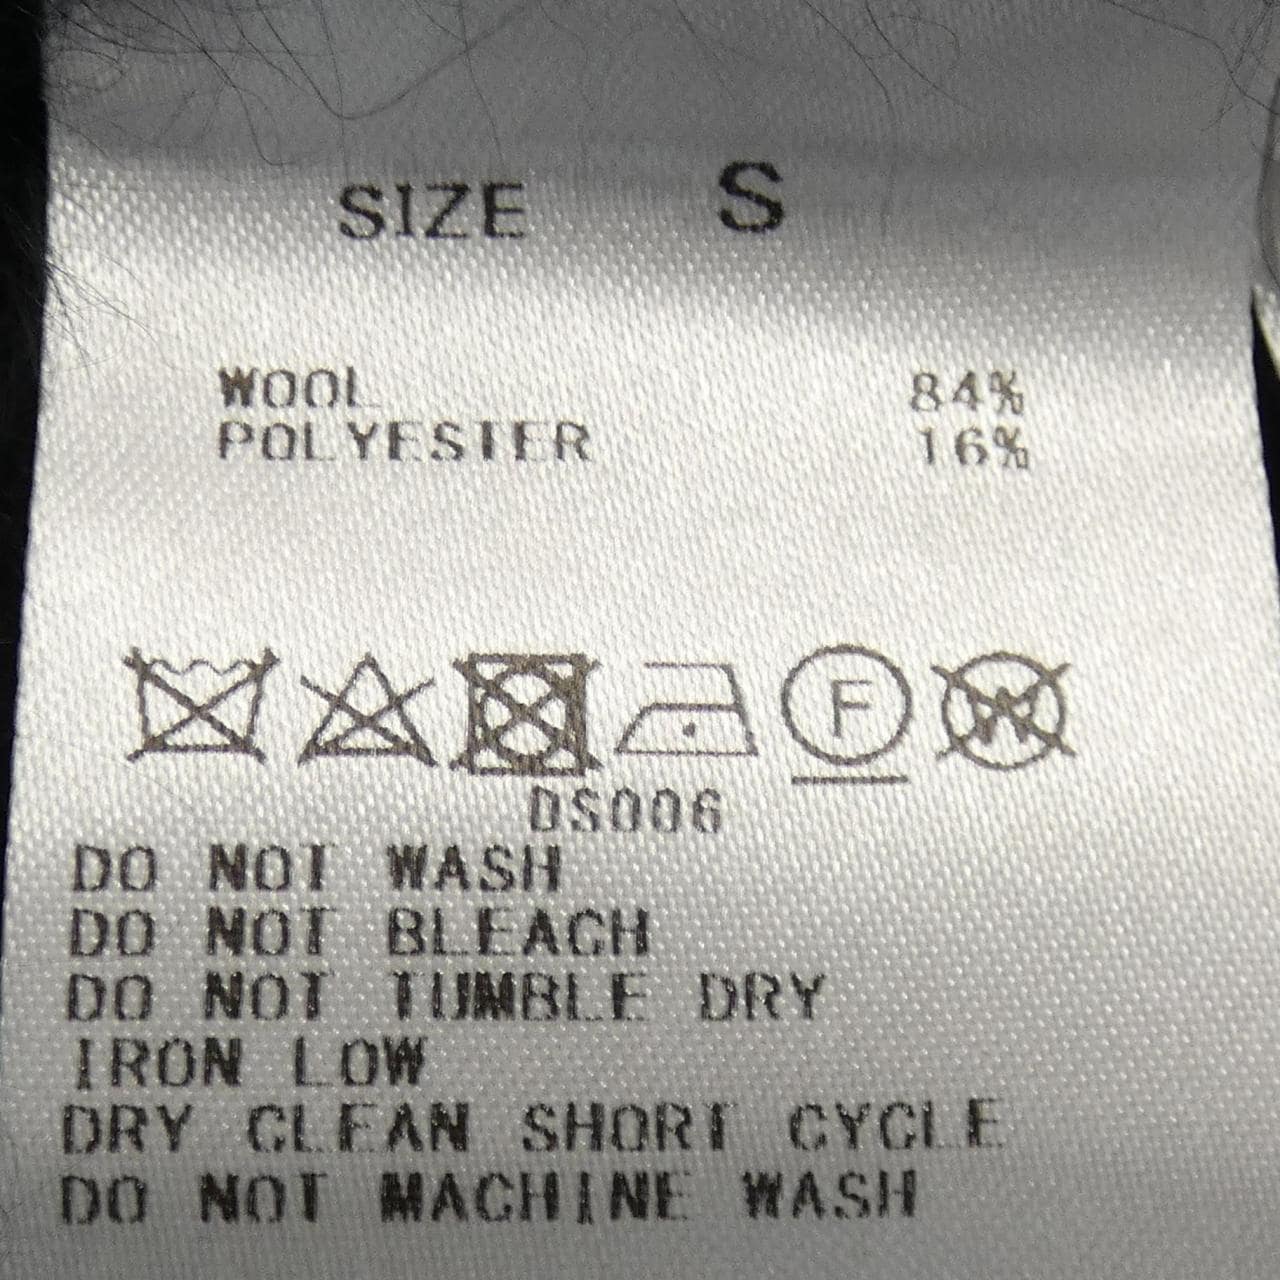 SIZE S
WOOL 84%
POLYESTER 16%
F W
DS006
DO NOT WASH
DO NOT BLEACH
DO NOT TUMBLE DRY
IRON LOW
DRY CLEAN SHORT CYCLE
DO NOT MACHINE WASH